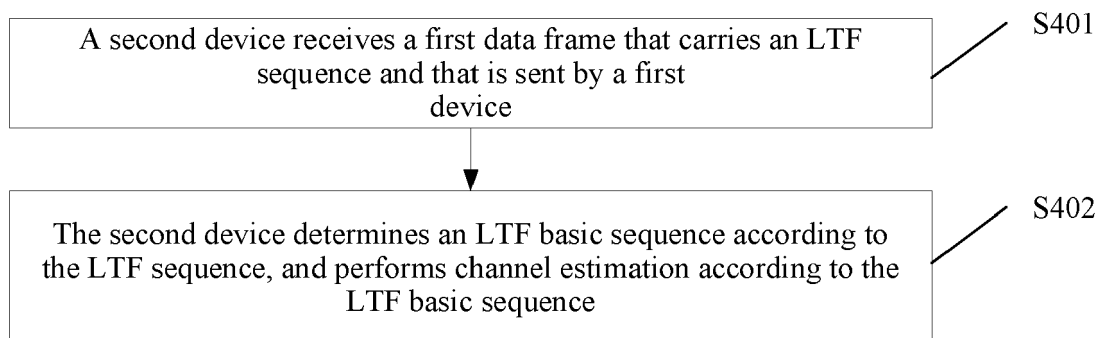 A second device receives a first data frame that carries an LTF
sequence and that is sent by a first
device
S401
The second device determines an LTF basic sequence according to
the LTF sequence, and performs channel estimation according to the
LTF basic sequence
S402